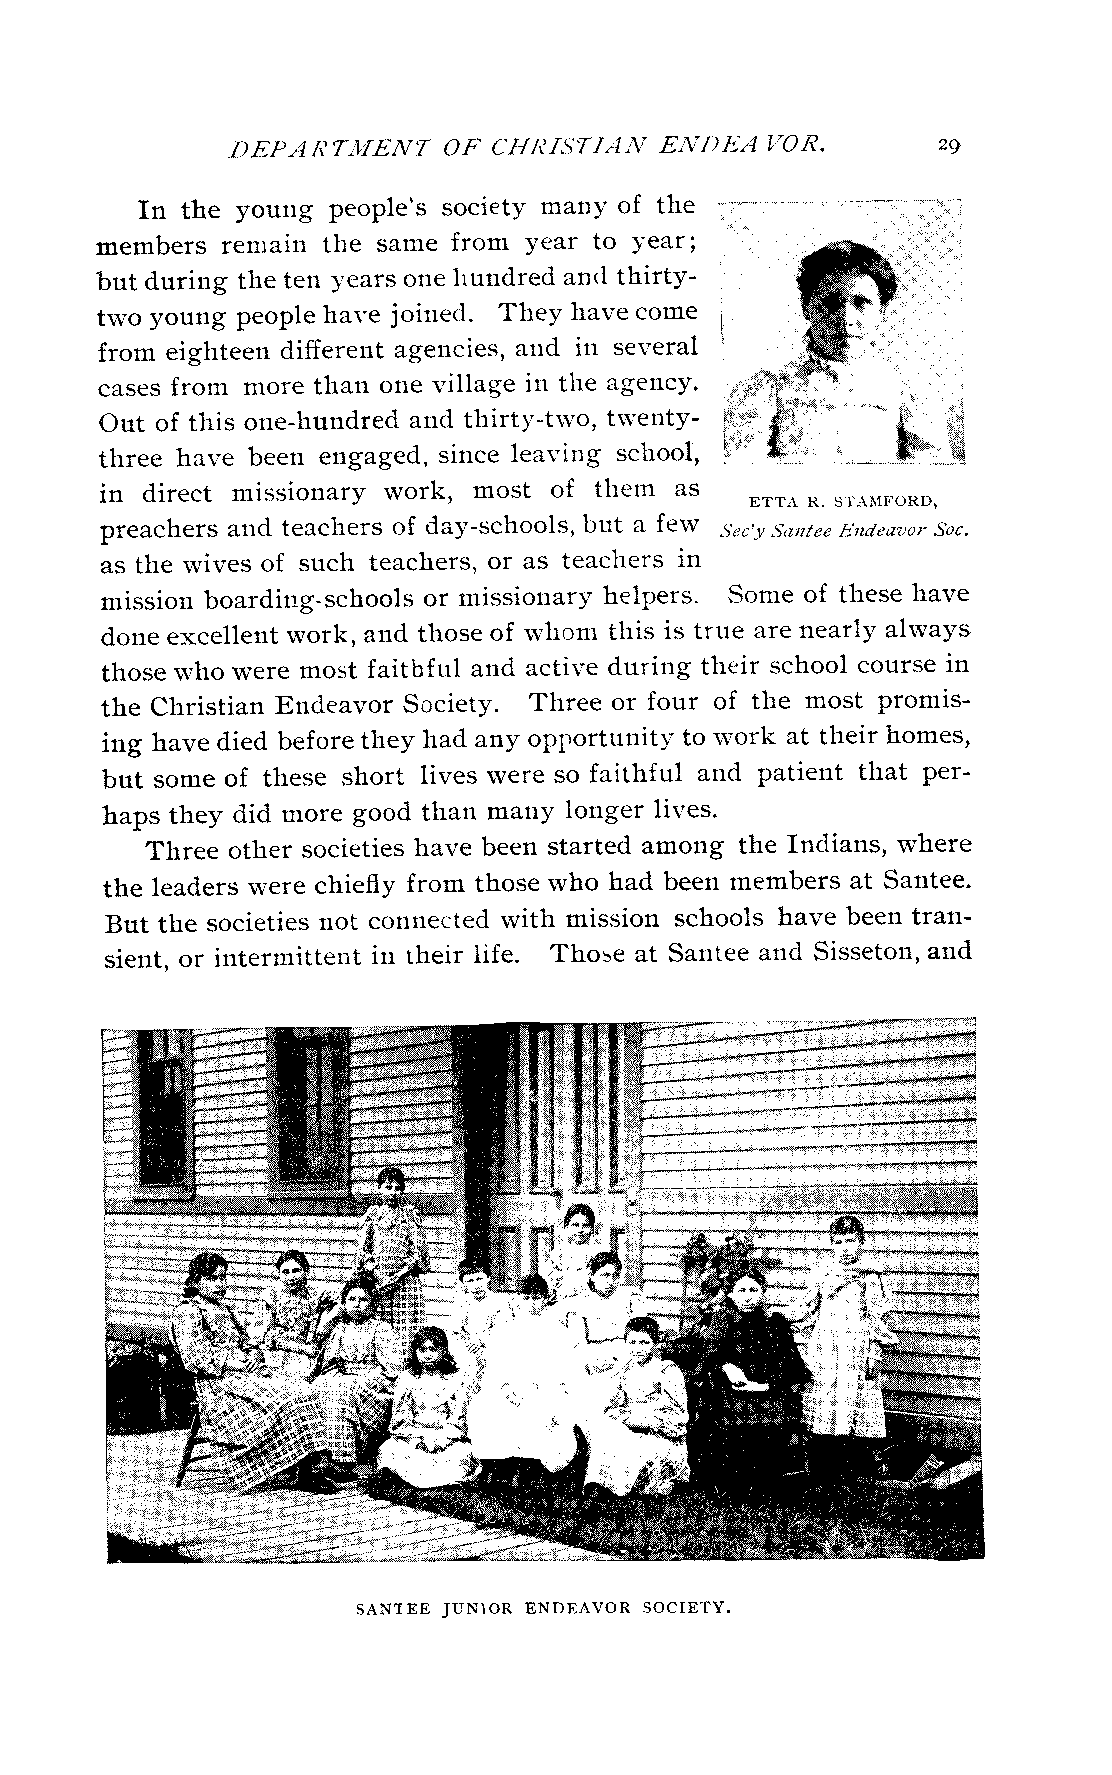 DEPARTMENT OF CHRISTIAN ENDEAVOR. 29
In the young people's society many of the
members remain the same from year to year;
but during the ten years one hundred and thirty-
two young people have joined. They have come
from eighteen different agencies, and in several
cases from more than one village in the agency.
Out of this one-hundred and thirty-two, twenty-
three have been engaged, since leaving school,
in direct missionary work, most of them as
preachers and teachers of day-schools, but a few
as the wives of such teachers, or as teachers in
ETTA R. STAMFORD,
Sec'y Santee Endeavor Soc.
mission boarding-schools or missionary helpers. Some of these have
done excellent work, and those of whom this is true are nearly always
those who were most faithful and active during their school course in
the Christian Endeavor Society. Three or four of the most promis-
ing have died before they had any opportunity to work at their homes,
but some of these short lives were so faithful and patient that per-
haps they did more good than many longer lives.
Three other societies have been started among the Indians, where
the leaders were chiefly from those who had been members at Santee.
But the societies not connected with mission schools have been tran-
sient, or intermittent in their life. Those at Santee and Sisseton, and
SANTEE JUNIOR ENDEAVOR SOCIETY.